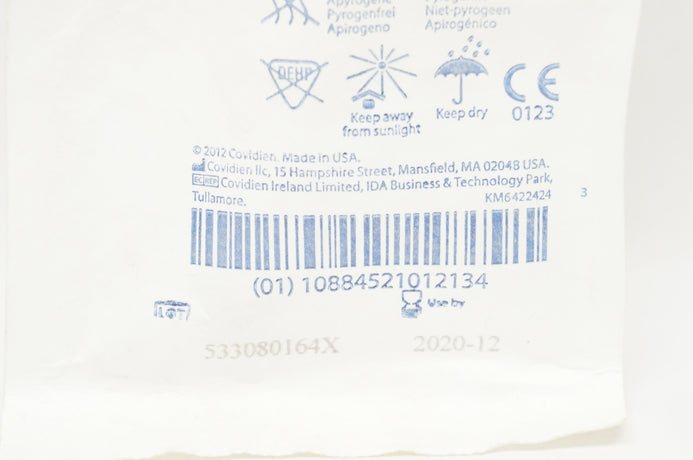 Apyrogène
Pyrogenfrei
Niet-pyrogeen
Apirogeno
Apirogénico
DEHP
CE
0123
Keep away
from sunlight
Keep dry
© 2012 Covidien. Made in USA.
Covidien llc, 15 Hampshire Street, Mansfield, MA 02048 USA.
EC REP Covidien Ireland Limited, IDA Business & Technology Park,
Tullamore.
KM6422424
3
(01) 10884521012134
LOT
Use by
533080164X
2020-12